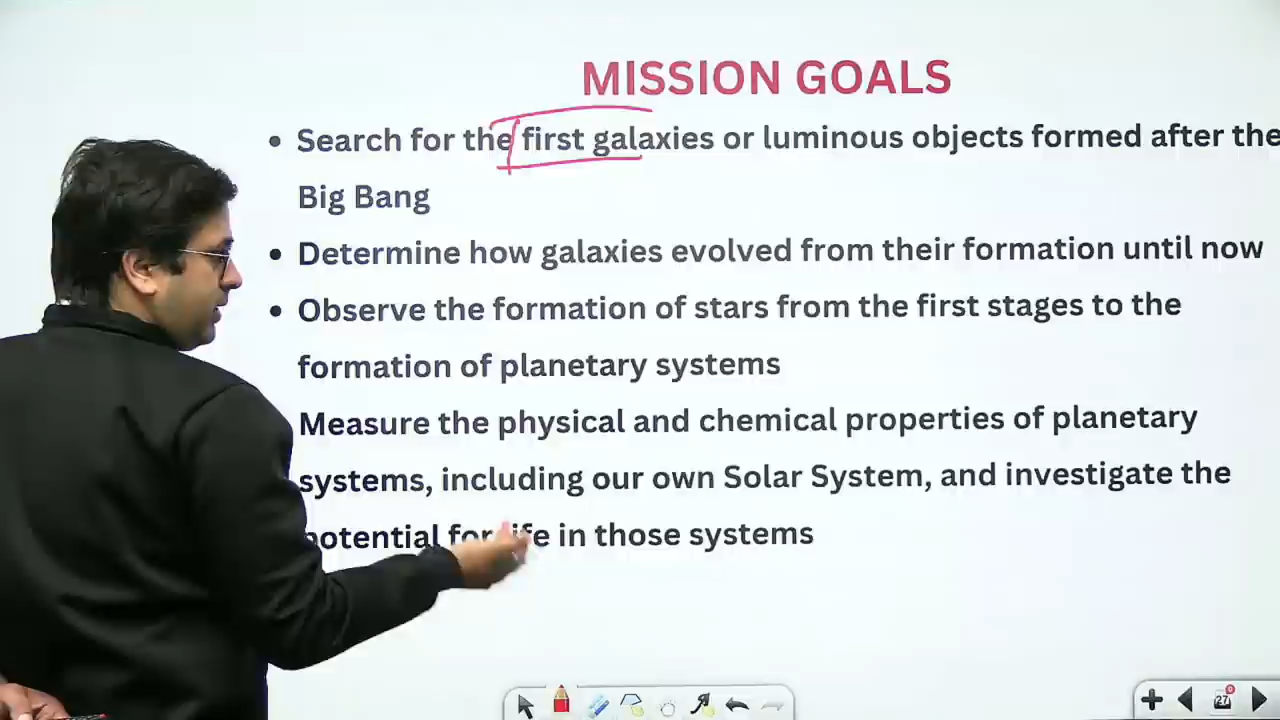 MISSION GOALS
• Search for the first galaxies or luminous objects formed after the
Big Bang
• Determine how galaxies evolved from their formation until now
• Observe the formation of stars from the first stages to the
formation of planetary systems
Measure the physical and chemical properties of planetary
systems, including our own Solar System, and investigate the
potential for life in those systems
27